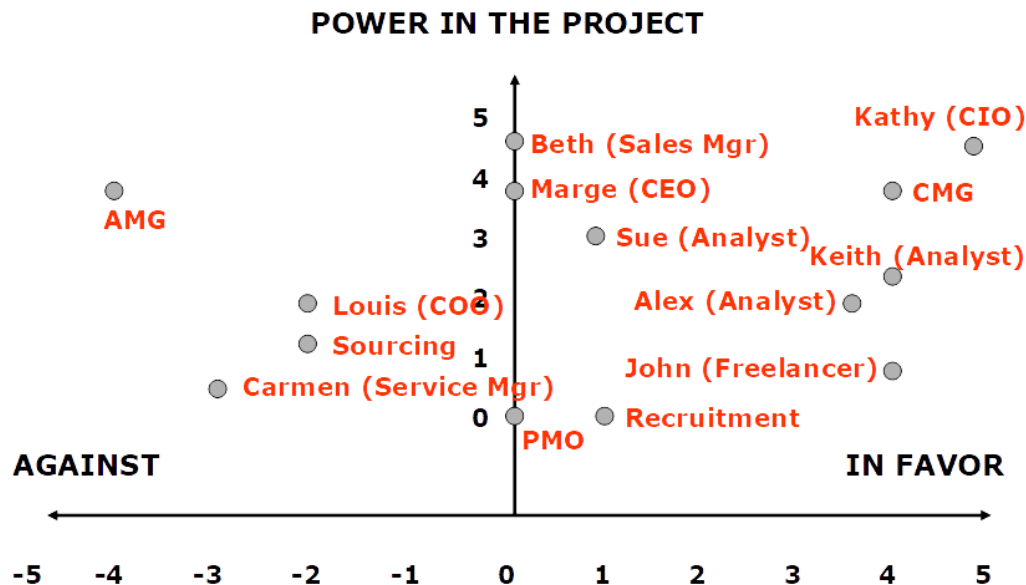 POWER IN THE PROJECT
5
Kathy (CIO)
Beth (Sales Mgr)
4
Marge (CEO)
CMG
AMG
3
Sue (Analyst)
Keith (Analyst)
2
Louis (COO)
Alex (Analyst)
Sourcing
1
John (Freelancer)
Carmen (Service Mgr)
0
Recruitment
PMO
AGAINST
IN FAVOR
-5 -4 -3 -2 -1 0 1 2 3 4 5